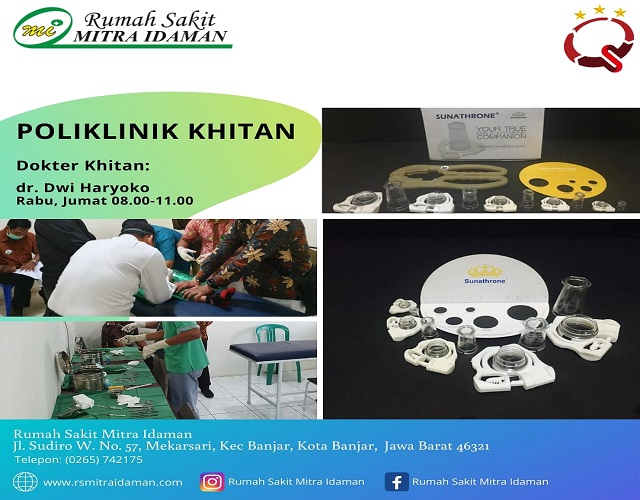 mi
Rumah Sakit
MITRA IDAMAN
S
POLIKLINIK KHITAN
Dokter Khitan:
dr. Dwi Haryoko
Rabu, Jumat 08.00-11.00
SUNATHRONE
YOUR TRUE
COMPANION
Sunathrone
Rumah Sakit Mitra Idaman
Jl. Sudiro W. No. 57, Mekarsari, Kec Banjar, Kota Banjar, Jawa Barat 46321
Telepon: (0265) 742175
www.rsmitraidaman.com
Rumah Sakit Mitra Idaman
Rumah Sakit Mitra Idaman